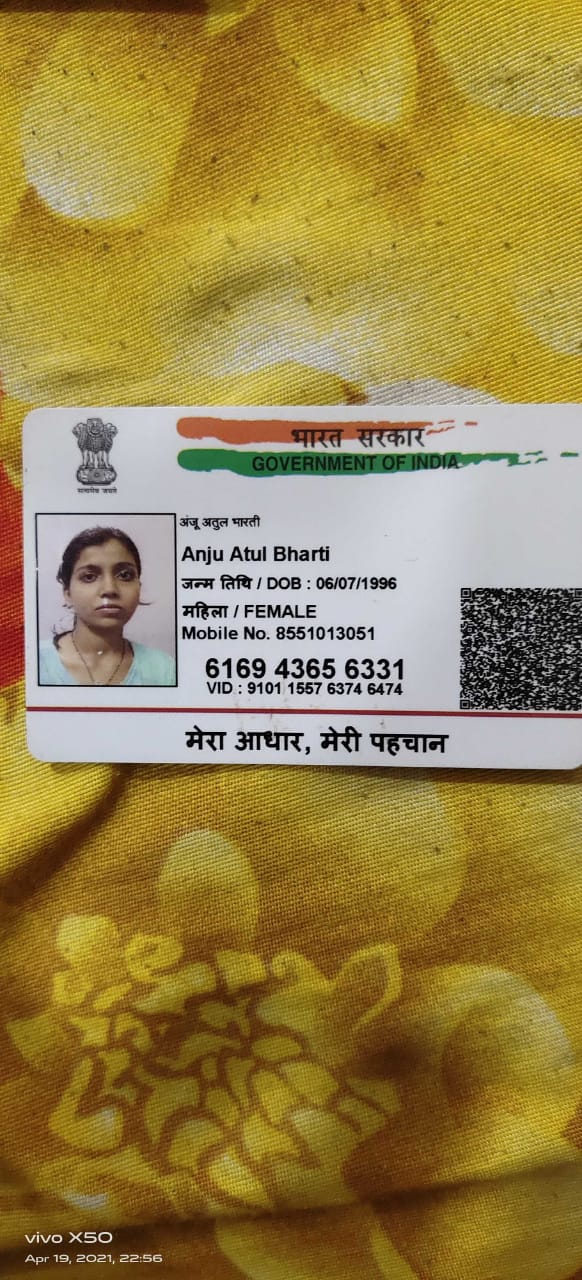 भारत सरकार
GOVERNMENT OF INDIA
सत्यमेव जयते
अंजू अतुल भारती
Anju Atul Bharti
जन्म तिथि / DOB : 06/07/1996
महिला / FEMALE
Mobile No. 8551013051
6169 4365 6331
VID : 9101 1557 6374 6474
मेरा आधार, मेरी पहचान
vivo X50
Apr 19, 2021, 22:56